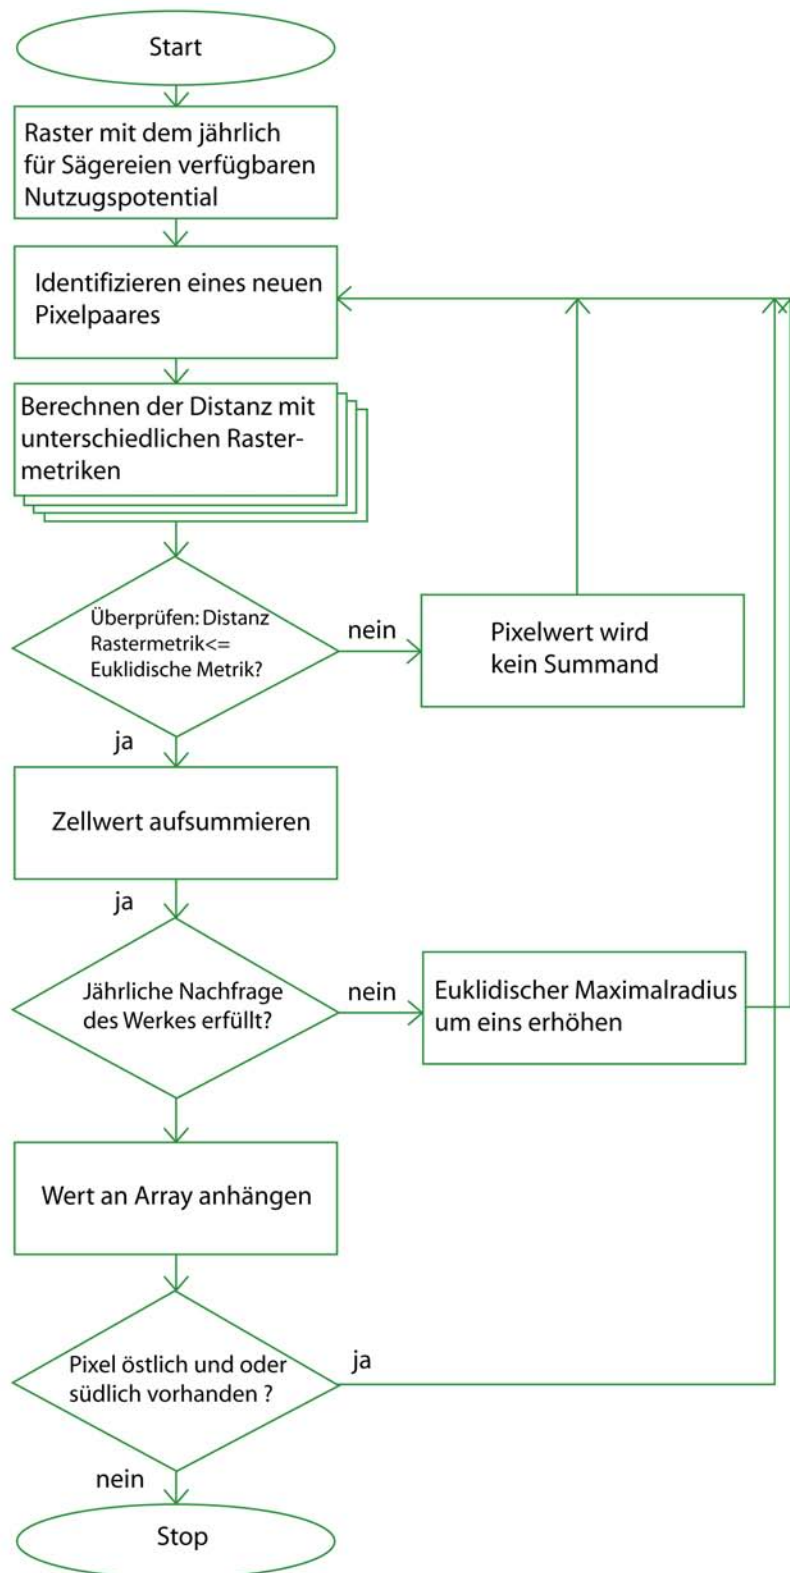 Start
Raster mit dem jährlich
für Sägereien verfügbaren
Nutzugspotential
Identifizieren eines neuen
Pixelpaares
Berechnen der Distanz mit
unterschiedlichen Raster-
metriken
Überprüfen: Distanz
Rastermetrik<=
Euklidische Metrik?
nein
Pixelwert wird
kein Summand
ja
Zellwert aufsummieren
ja
Jährliche Nachfrage
des Werkes erfüllt?
nein
Euklidischer Maximalradius
um eins erhöhen
Wert an Array anhängen
Pixel östlich und oder
südlich vorhanden ?
ja
nein
Stop